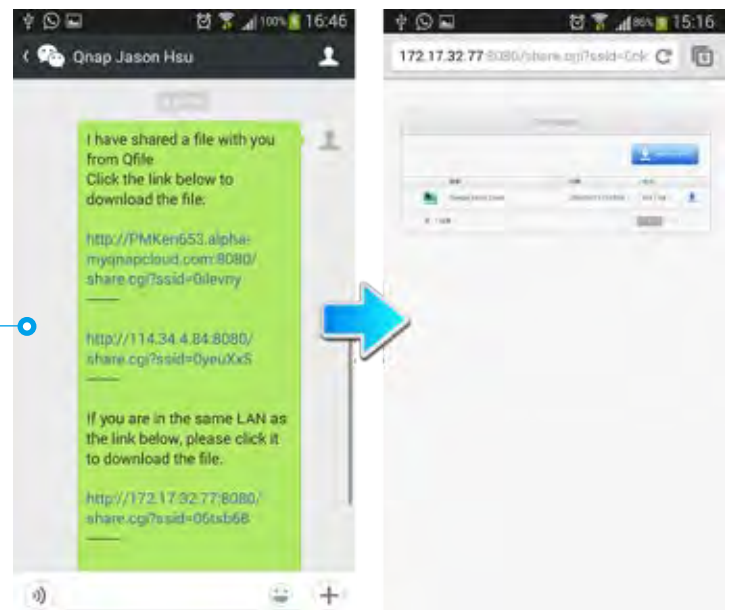 100% 16:46
Qnap Jason Hsu
I have shared a file with you
from Qfile
Click the link below to
download the file:
http://PMKen653.alpha-
myqnapcloud.com:8080/
share.cgi?ssid=0ilevny
http://114.34.4.84:8080/
share.cgi?ssid=0yeuXxS
If you are in the same LAN as
the link below, please click it
to download the file.
http://172.17.32.77:8080/
share.cgi?ssid=06tsb68
86% 15:16
172.17.32.77:8080/share.cgi?ssid=